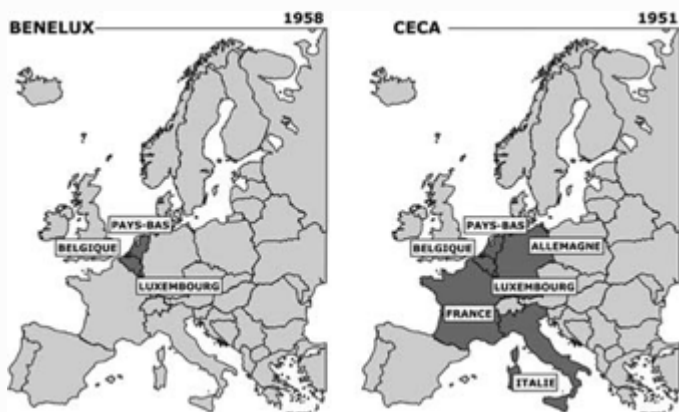 BENELUX
1958
PAYS-BAS
BELGIQUE
LUXEMBOURG
CECA
1951
PAYS-BAS
BELGIQUE
ALLEMAGNE
LUXEMBOURG
FRANCE
ITALIE